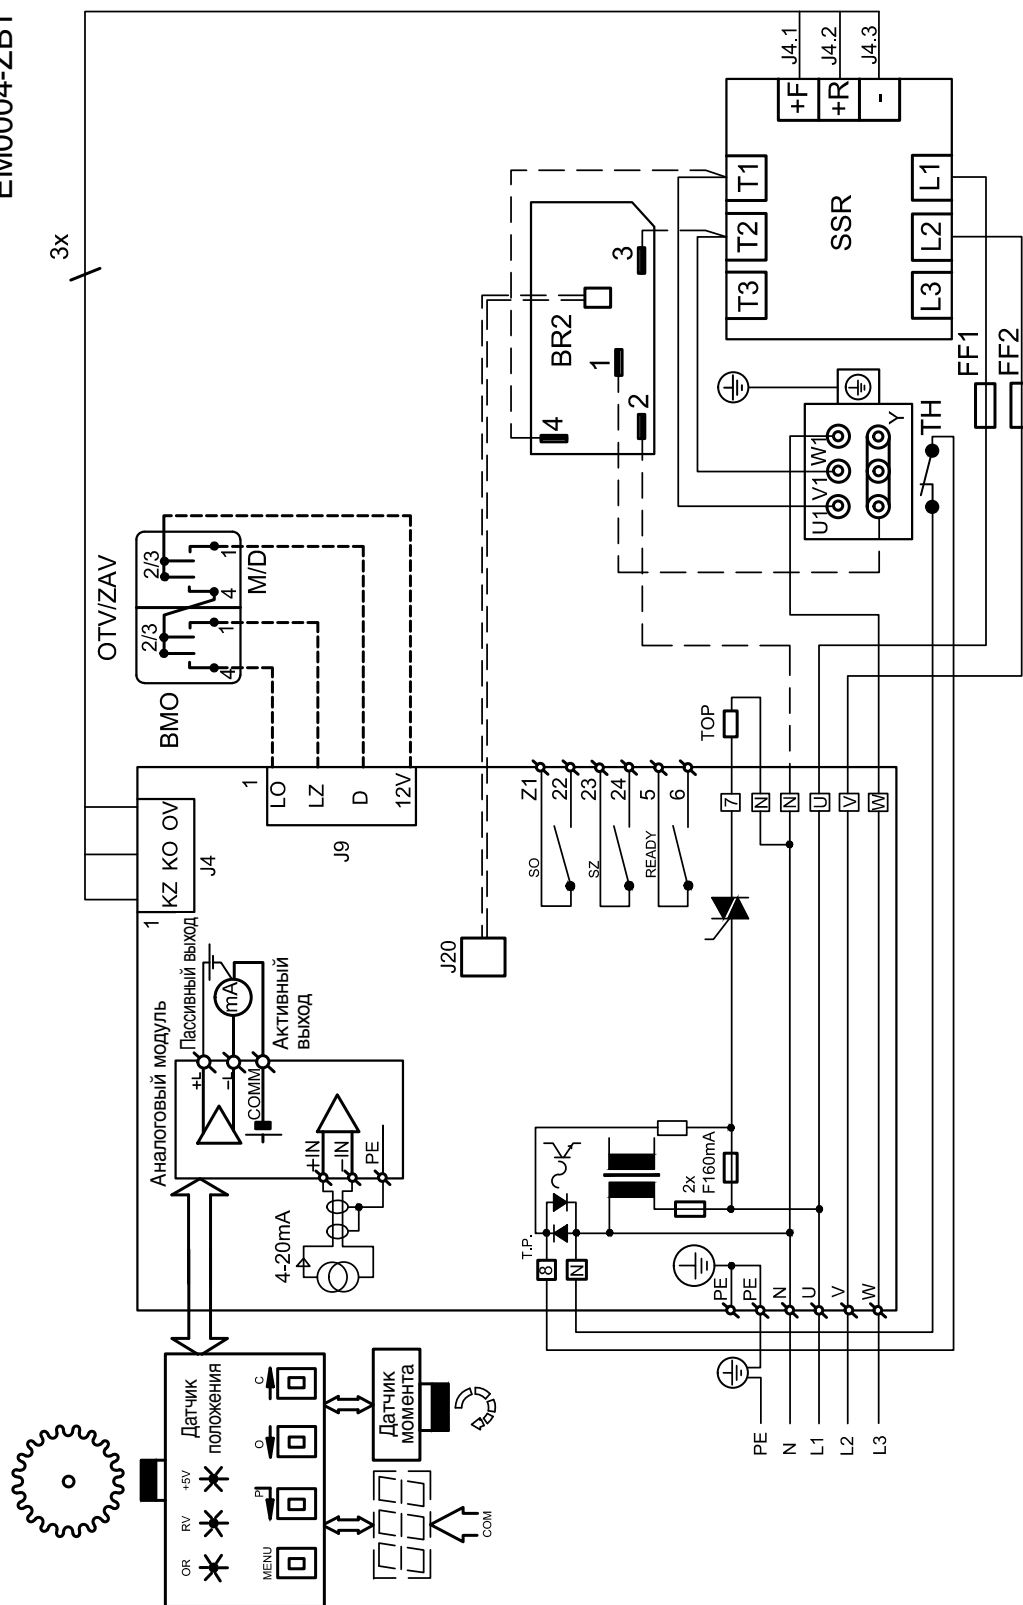 EM0004-ZB1
3x
J4.1
J4.2
J4.3
+F
+R
-
T1
T2
T3
SSR
L1
L2
L3
FF1
FF2
BR2
3
1
2
4
U1
V1
W1
Y
TH
OTV/ZAV
2/3
2/3
1
4
1
4
M/D
BMO
1
KZ KO OV
J4
1
LO
LZ
D
12V
J9
J20
Z1
22
23
24
5
6
SO
SZ
READY
TOP
7
N
N
U
V
W
Аналоговый модуль
Пассивный выход
Активный
выход
mA
+L
–L
COMM
+IN
–IN
PE
4-20mA
T.P.
8
N
2x
F160mA
PE
PE
N
U
V
W
PE
N
L1
L2
L3
Датчик
положения
+5V
RV
OR
C
O
P
MENU
Датчик
момента
COM